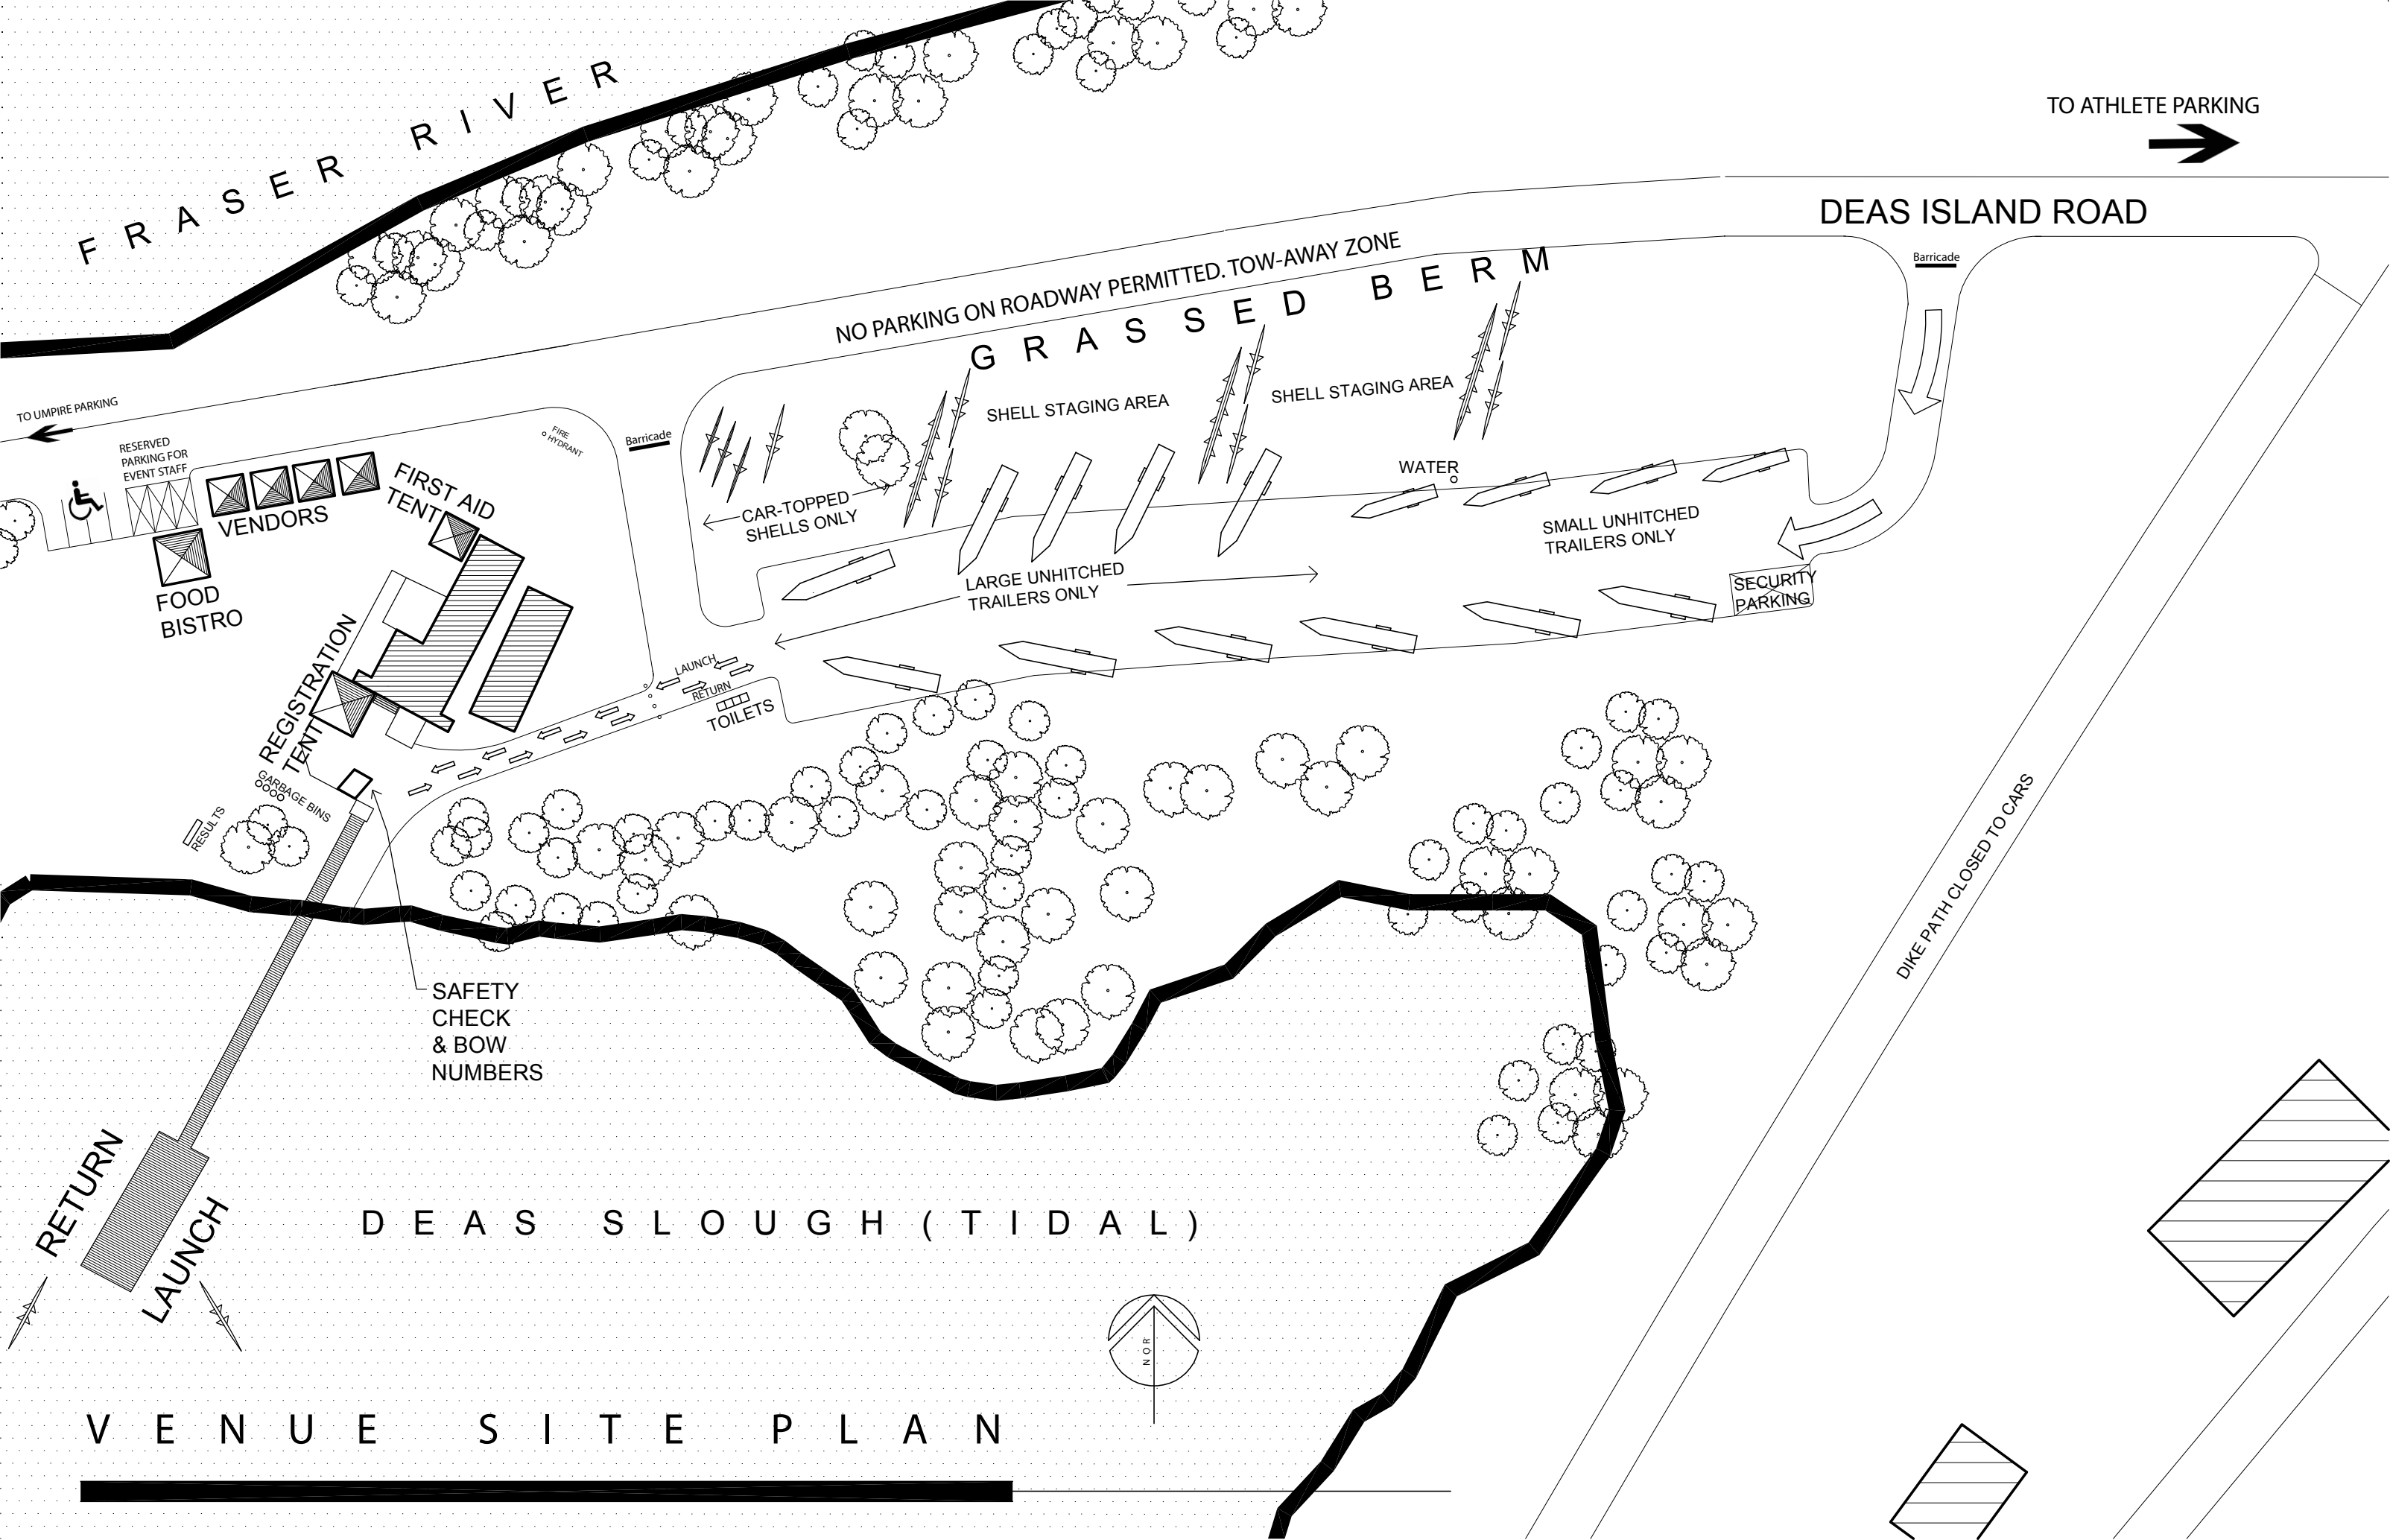 TO ATHLETE PARKING
FRASER RIVER
DEAS ISLAND ROAD
Barricade
NO PARKING ON ROADWAY PERMITTED. TOW-AWAY ZONE
GRASSED BERM
TO UMPIRE PARKING
RESERVED
PARKING FOR
EVENT STAFF
FIRE
HYDRANT
Barricade
SHELL STAGING AREA
SHELL STAGING AREA
VENDORS
FIRST AID
TENT
CAR-TOPPED
SHELLS ONLY
WATER
SMALL UNHITCHED
TRAILERS ONLY
LARGE UNHITCHED
TRAILERS ONLY
SECURITY
PARKING
FOOD
BISTRO
REGISTRATION
TENT
LAUNCH
RETURN
TOILETS
GARBAGE BINS
RESULTS
DIKE PATH CLOSED TO CARS
SAFETY
CHECK
& BOW
NUMBERS
RETURN
LAUNCH
DEAS SLOUGH (TIDAL)
NOR
VENUE SITE PLAN